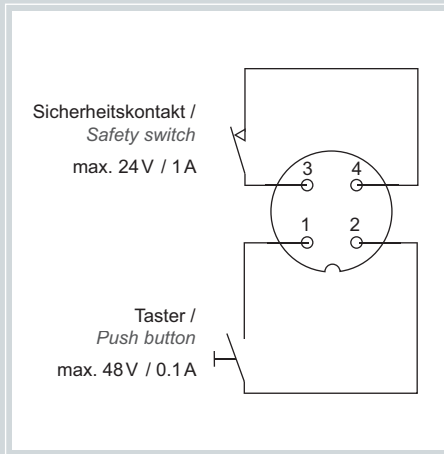 Sicherheitskontakt /
Safety switch
max. 24 V / 1 A
3 4
1 2
Taster /
Push button
max. 48 V / 0.1 A